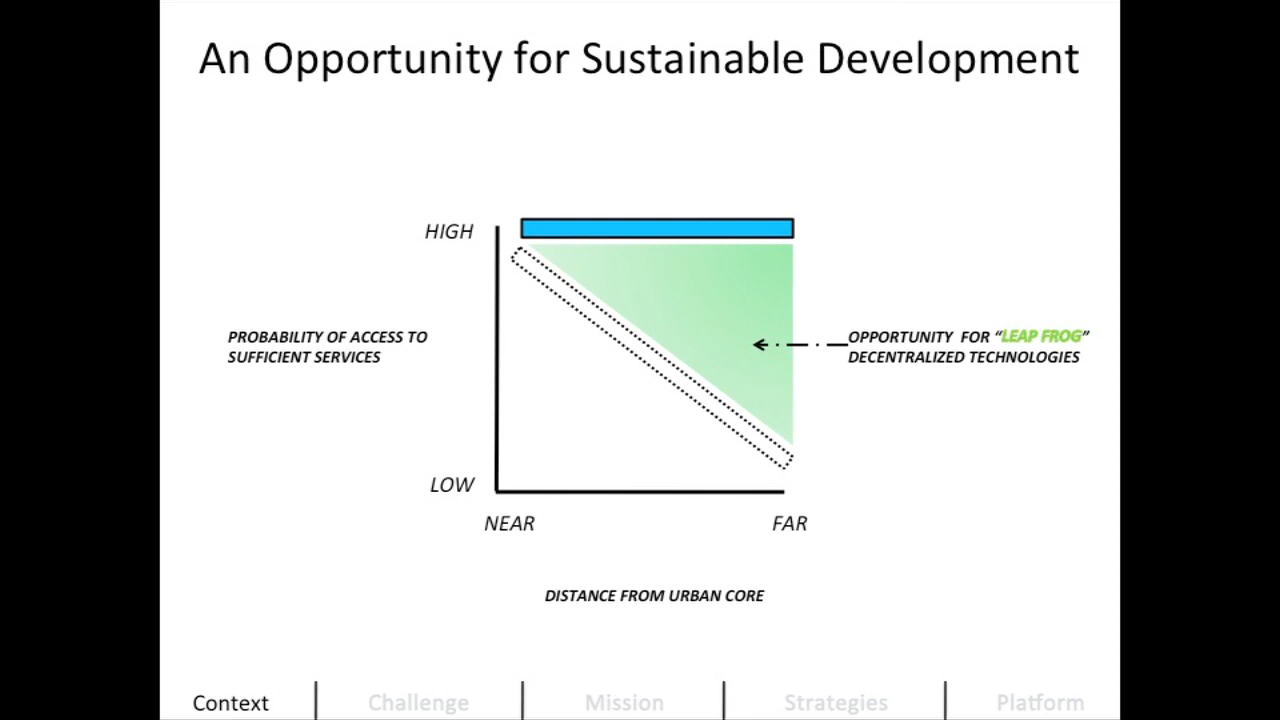 An Opportunity for Sustainable Development
HIGH
PROBABILITY OF ACCESS TO
SUFFICIENT SERVICES
OPPORTUNITY FOR “LEAP FROG”
DECENTRALIZED TECHNOLOGIES
LOW
NEAR
FAR
DISTANCE FROM URBAN CORE
Context
Challenge
Mission
Strategies
Platform